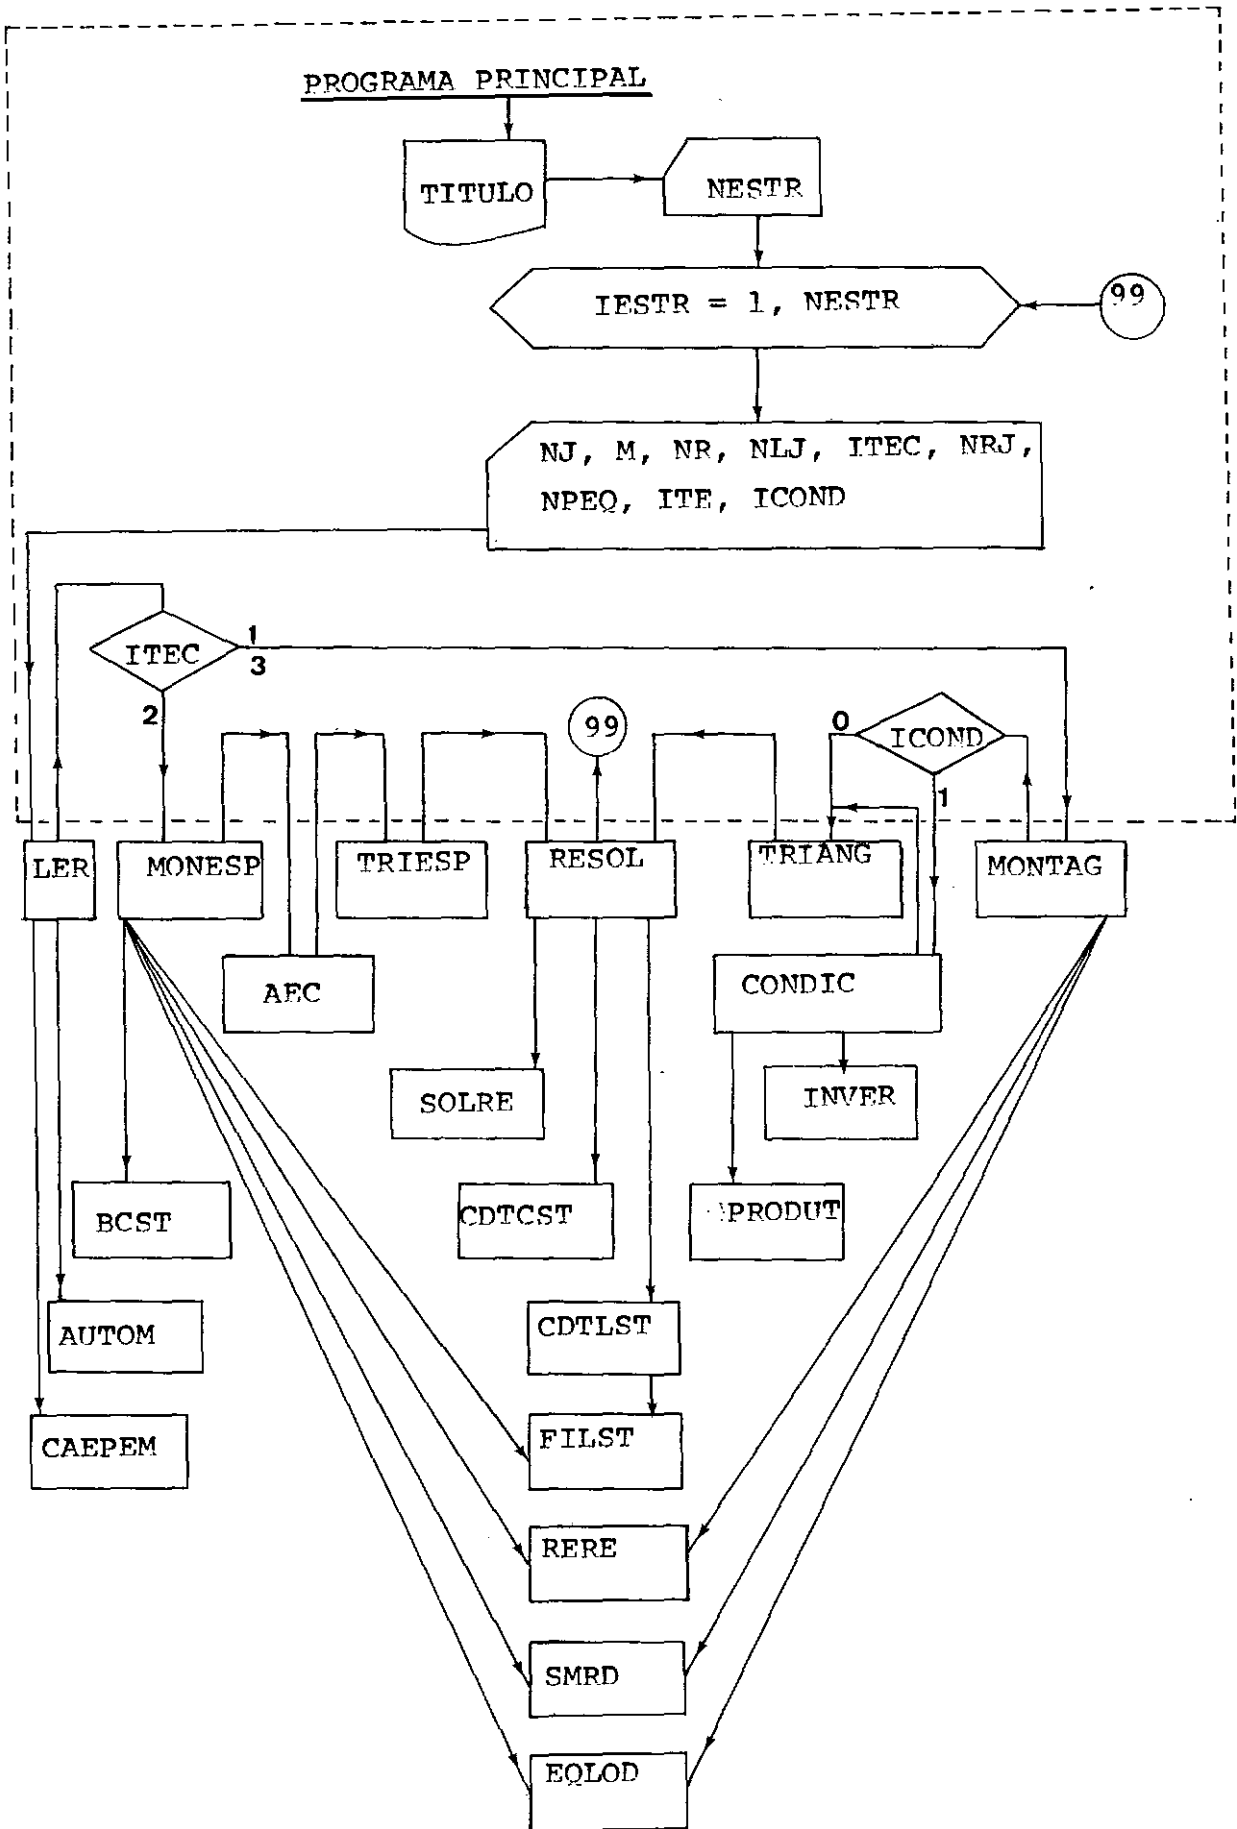 PROGRAMA PRINCIPAL
TITULO
NESTR
IESTR = 1, NESTR
99
NJ, M, NR, NLJ, ITEC, NRJ,
NPEQ, ITE, ICOND
ITEC
1
3
2
99
0
ICOND
1
LER
MONESP
TRIESP
RESOL
TRIANG
MONTAG
AEC
CONDIC
SOLRE
INVER
BCST
CDTCST
PRODUT
AUTOM
CDTLST
CAEPEM
FILST
RERE
SMRD
EQLOD